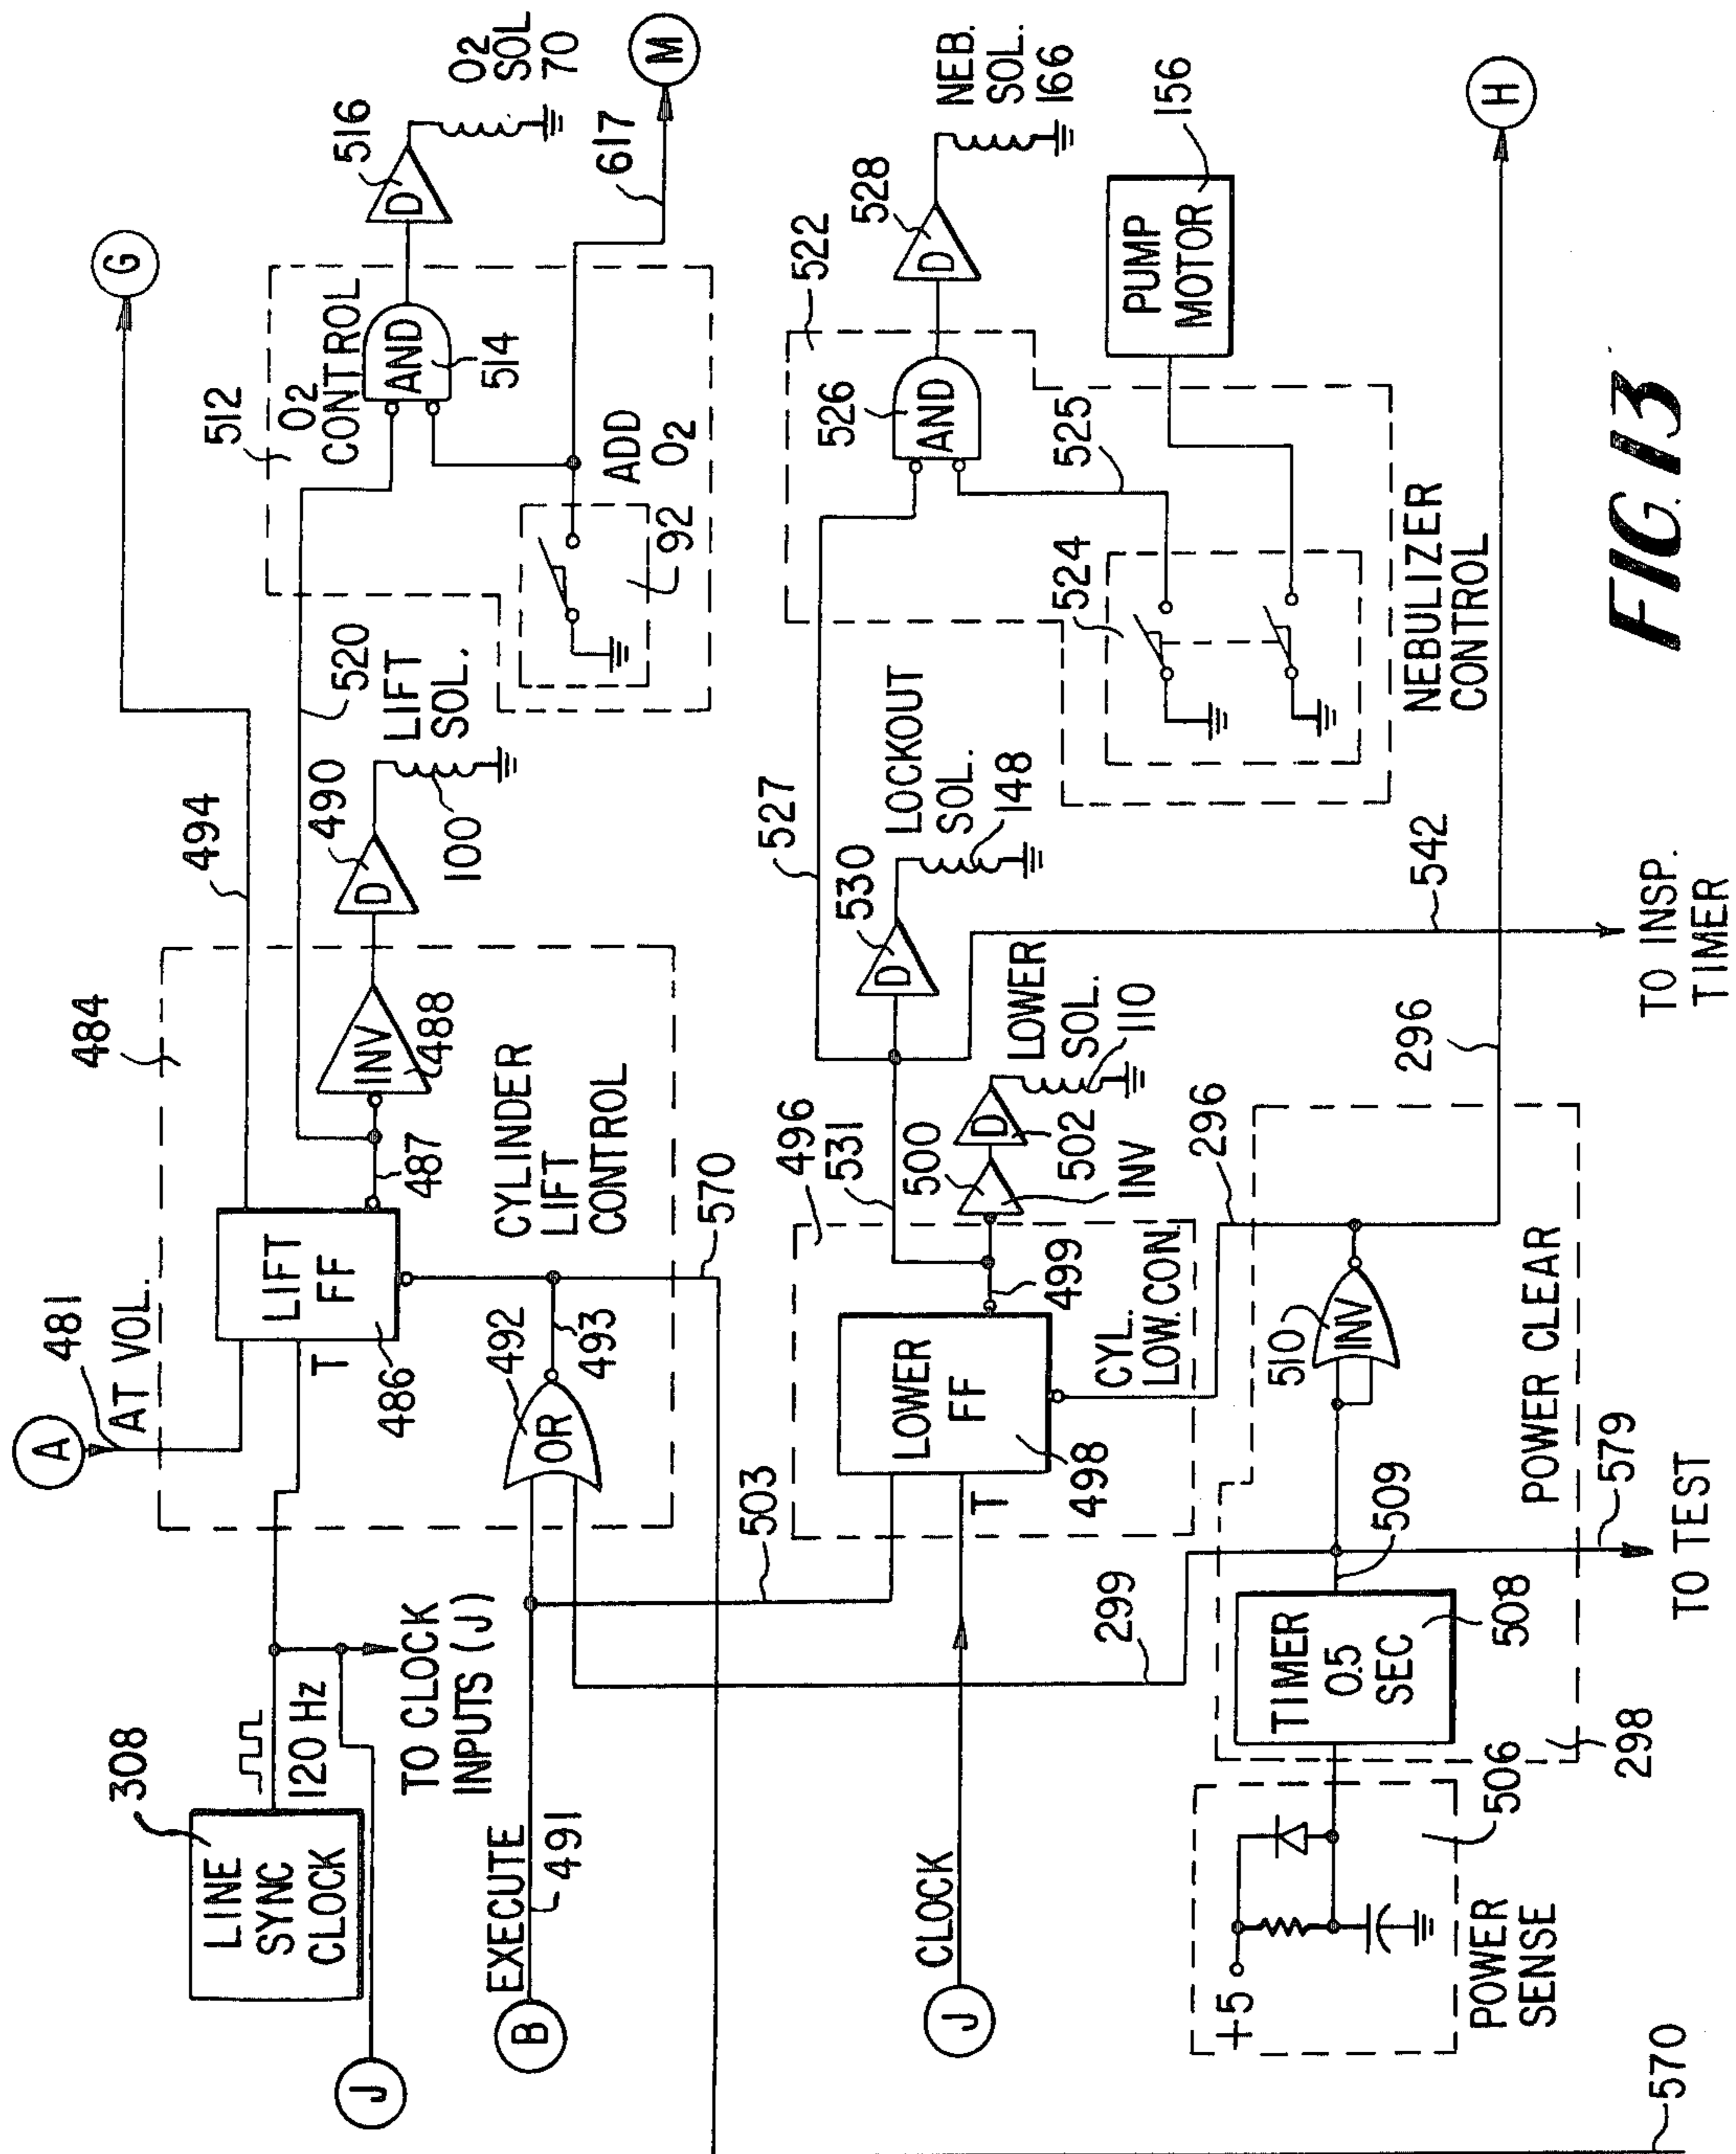 308
LINE
SYNC
CLOCK
120 Hz
TO CLOCK
INPUTS (J)
J
A
481
AT VOL.
484
T
LIFT
FF
486
487
INV
488
490
D
LIFT
SOL.
100
494
G
520
512
O2
CONTROL
AND
514
516
D
O2
SOL
70
ADD
O2
92
617
M
CYLINDER
LIFT
CONTROL
B
EXECUTE
491
492
OR
493
570
503
J
CLOCK
T
LOWER
FF
498
CYL.
LOW. CON.
499
496
531
500
INV
502
D
LOWER
SOL.
110
530
D
LOCKOUT
SOL.
148
527
522
526
AND
525
528
D
NEB.
SOL.
166
524
PUMP
MOTOR
156
NEBULIZER
CONTROL
542
TO INSP.
TIMER
299
+5
POWER
SENSE
506
TIMER
0.5
SEC
508
509
510
INV
POWER CLEAR
298
579
TO TEST
296
296
H
570
FIG. 13